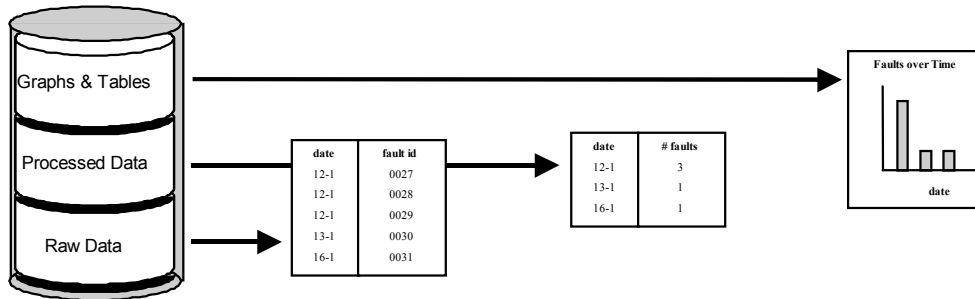 Graphs & Tables
Processed Data
Raw Data
date fault id
12-1 0027
12-1 0028
12-1 0029
13-1 0030
16-1 0031
date # faults
12-1 3
13-1 1
16-1 1
Faults over Time
date